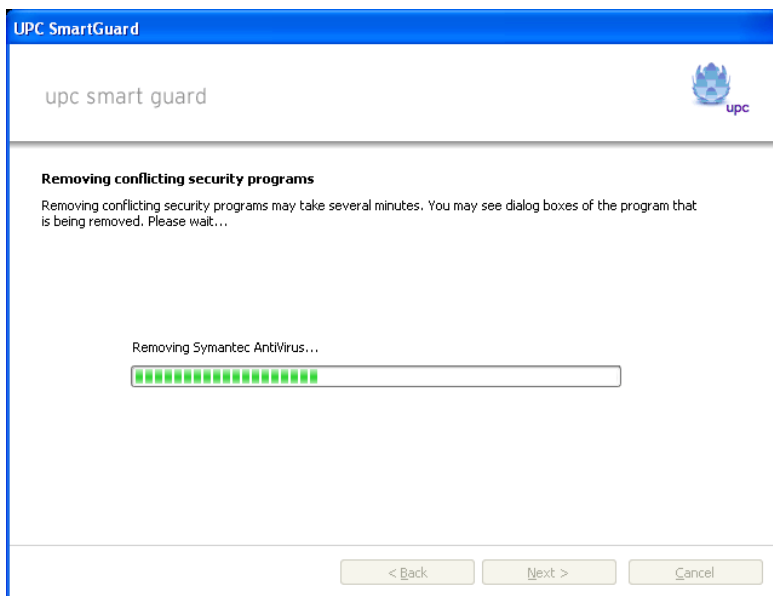 UPC SmartGuard
upc smart guard
upc
Removing conflicting security programs
Removing conflicting security programs may take several minutes. You may see dialog boxes of the program that
is being removed. Please wait...
Removing Symantec AntiVirus...
< Back
Next >
Cancel